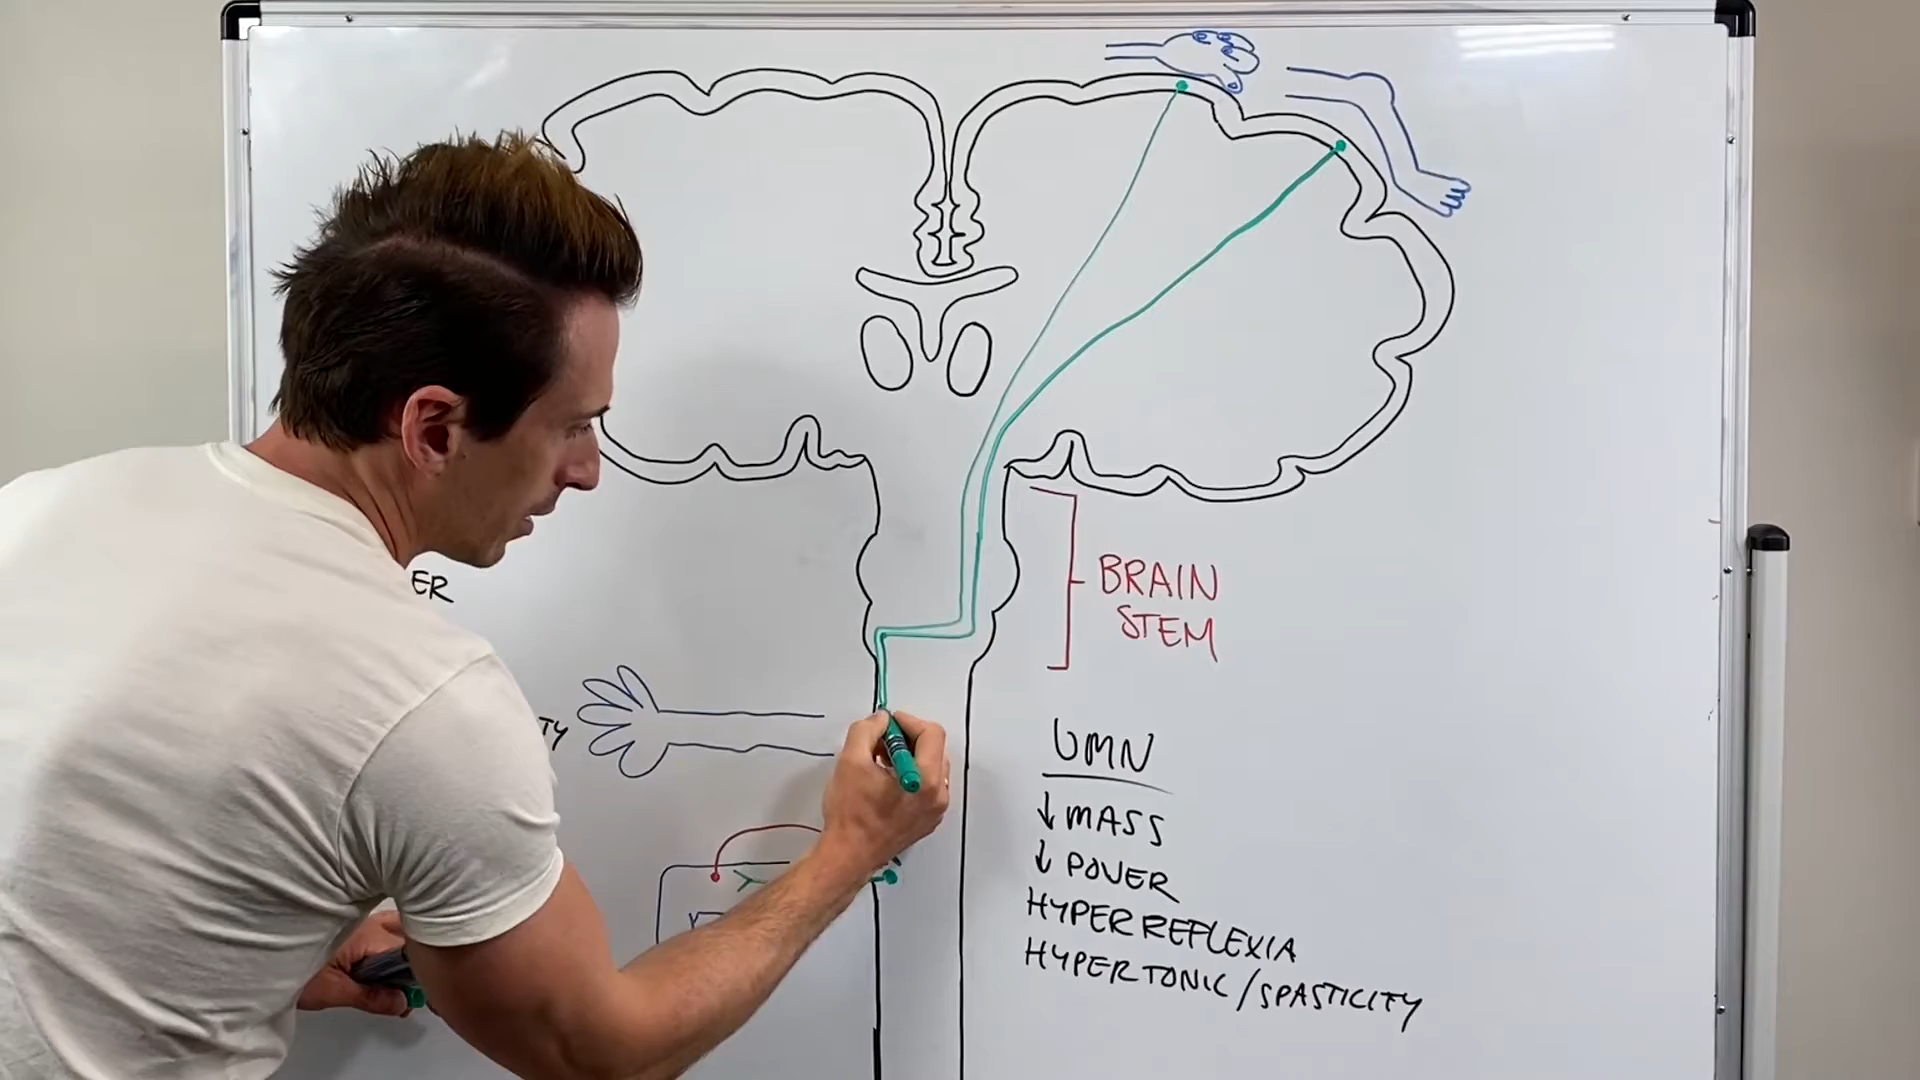 ER
TY
BRAIN
STEM
UMN
↓ MASS
↓ POWER
HYPERREFLEXIA
HYPERTONIC/SPASTICITY